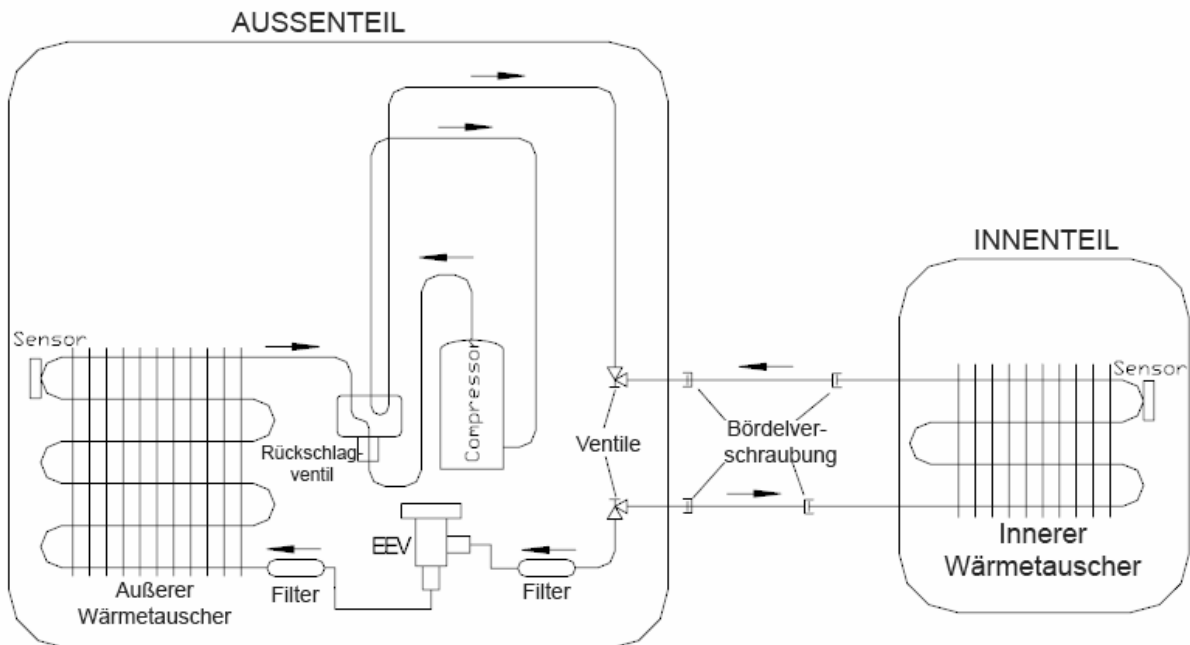 AUSSENTEIL
INNENTEIL
Sensor
Sensor
Compressor
Rückschlag-
ventil
Ventile
Bördelver-
schraubung
EEV
Filter
Filter
Außerer
Wärmetauscher
Innerer
Wärmetauscher